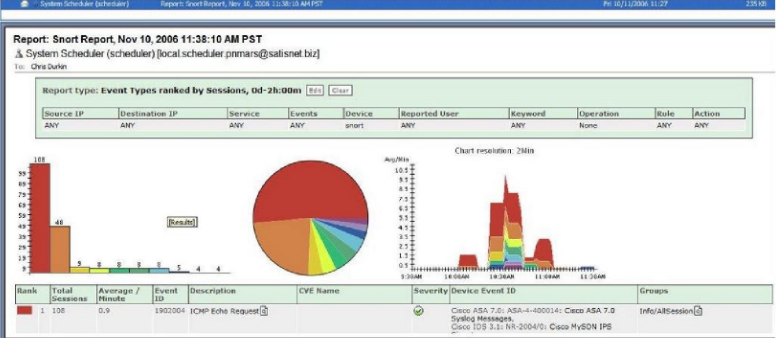 System Scheduler (scheduler) Report: Snort Report, Nov 10, 2006 11:38:10 AM PST Fri 10/11/2006 11:27 235 KB
Report: Snort Report, Nov 10, 2006 11:38:10 AM PST
System Scheduler (scheduler) [local.scheduler.pnmars@satisnet.biz]
To: Chris Durkin
Report type: Event Types ranked by Sessions, 0d-2h:00m Edit Clear
Source IP Destination IP Service Events Device Reported User Keyword Operation Rule Action
ANY ANY ANY ANY snort ANY ANY None ANY ANY
Chart resolution: 2Min
Avg/Min
108
46
9 8 8 8 8 5 4 4
99
89
79
69
59
49
39
29
19
9
[Results]
10.5
9.5
8.5
7.5
6.5
5.5
4.5
3.5
2.5
1.5
0.5
9:30AM 10:00AM 10:30AM 11:00AM 11:30AM
Rank Total Sessions Average / Minute Event ID Description CVE Name Severity Device Event ID Groups
1 108 0.9 1902004 ICMP Echo Request Cisco ASA 7.0: ASA-4-400014: Cisco ASA 7.0 Info/AllSession
Syslog Messages,
Cisco IDS 3.1: NR-2004/0: Cisco MySDN IPS